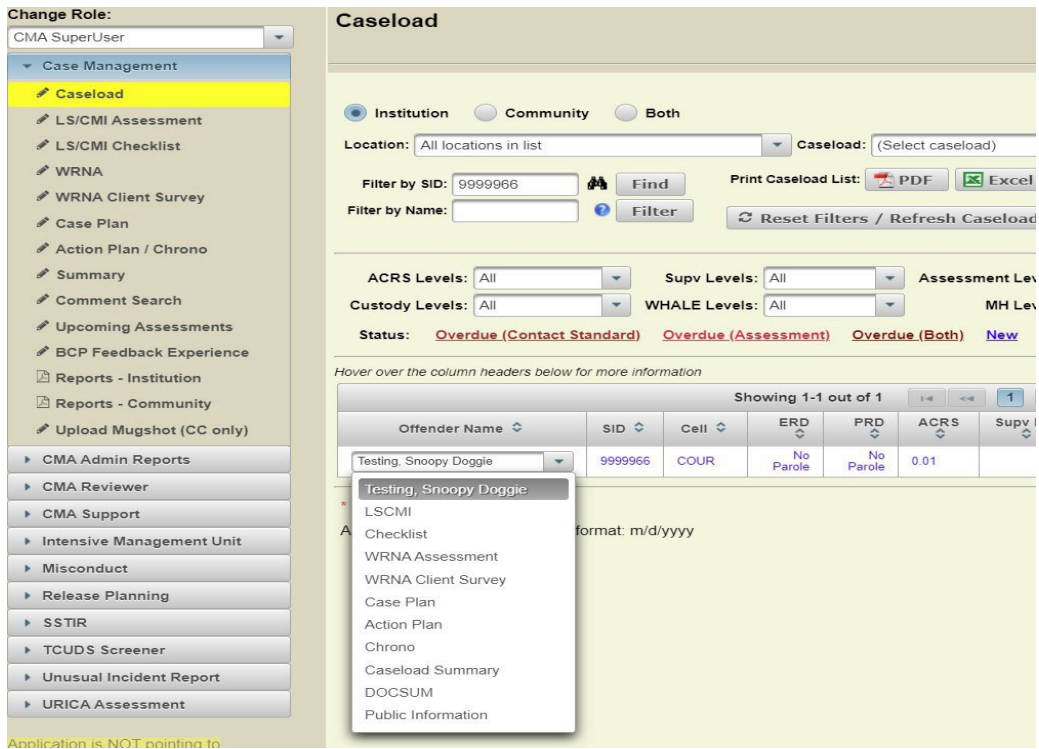 Change Role:
CMA SuperUser
Case Management
Caseload
LS/CMI Assessment
LS/CMI Checklist
WRNA
WRNA Client Survey
Case Plan
Action Plan / Chrono
Summary
Comment Search
Upcoming Assessments
BCP Feedback Experience
Reports - Institution
Reports - Community
Upload Mugshot (CC only)
CMA Admin Reports
CMA Reviewer
CMA Support
Intensive Management Unit
Misconduct
Release Planning
SSTIR
TCUDS Screener
Unusual Incident Report
URICA Assessment
Application is NOT pointing to
Caseload
Institution Community Both
Location: All locations in list Caseload: (Select caseload)
Filter by SID: 9999966 Find Print Caseload List: PDF Excel
Filter by Name: Filter Reset Filters / Refresh Caseload
ACRS Levels: All Supv Levels: All Assessment Lev
Custody Levels: All WHALE Levels: All MH Lev
Status: Overdue (Contact Standard) Overdue (Assessment) Overdue (Both) New
Hover over the column headers below for more information
Showing 1-1 out of 1 1
Offender Name SID Cell ERD PRD ACRS Supv
Testing, Snoopy Doggie 9999966 COUR No Parole No Parole 0.01
Testing, Snoopy Doggie
LSCMI
*
A format: m/d/yyyy
Checklist
WRNA Assessment
WRNA Client Survey
Case Plan
Action Plan
Chrono
Caseload Summary
DOCSUM
Public Information